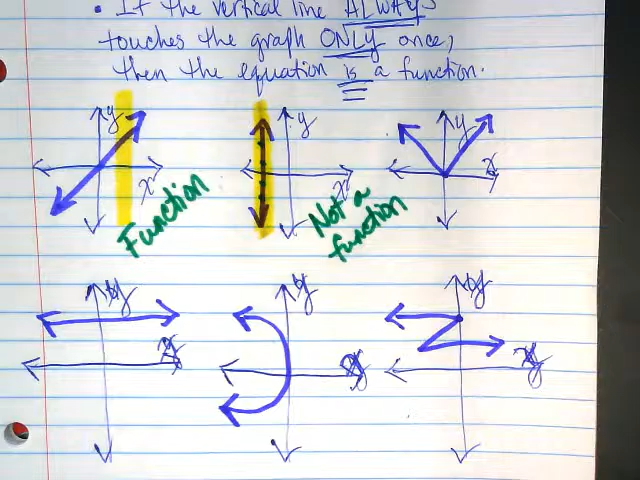 • If the vertical line ALWAYS
touches the graph ONLY once,
then the equation is a function.
y
y
y
x
x
x
Function
Not a
function
y
y
y